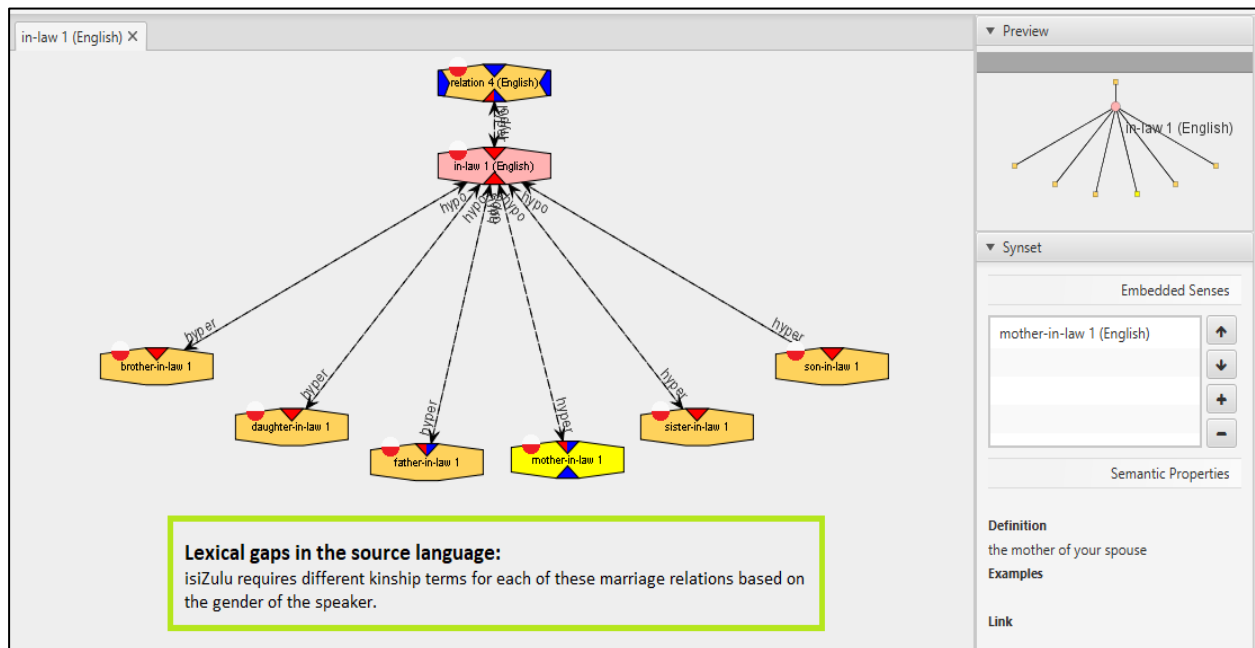 in-law 1 (English) ×
relation 4 (English)
hypo
in-law 1 (English)
hypo
hypo
hypo
hypo
hypo
hyper
hyper
hyper
hyper
hyper
hyper
brother-in-law 1
son-in-law 1
daughter-in-law 1
sister-in-law 1
father-in-law 1
mother-in-law 1
Lexical gaps in the source language:
isiZulu requires different kinship terms for each of these marriage relations based on
the gender of the speaker.
Preview
in-law 1 (English)
Synset
Embedded Senses
mother-in-law 1 (English)
Semantic Properties
Definition
the mother of your spouse
Examples
Link